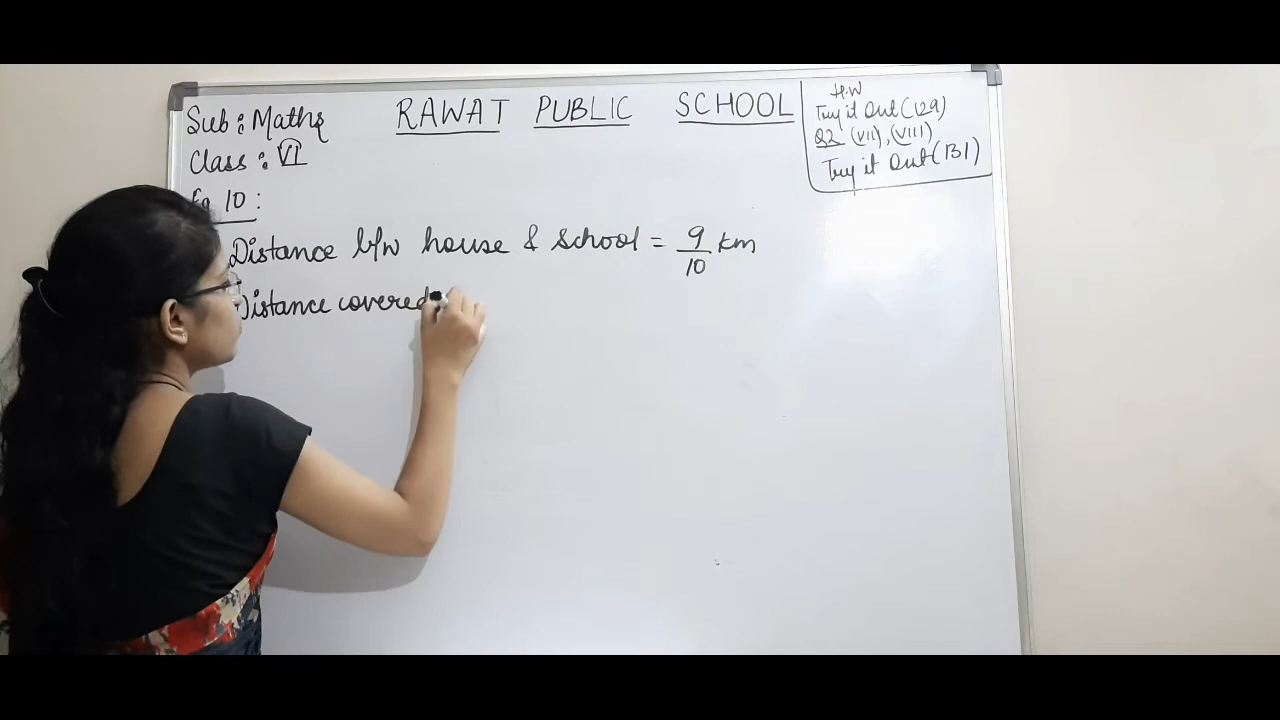 Sub : Maths
RAWAT PUBLIC SCHOOL
Class : VI
H.W
Try it Out (129)
Q2 (VII), (VIII)
Try it Out (131)
Eg 10 :
Distance b/w house & school = 9/10 km
Distance covered